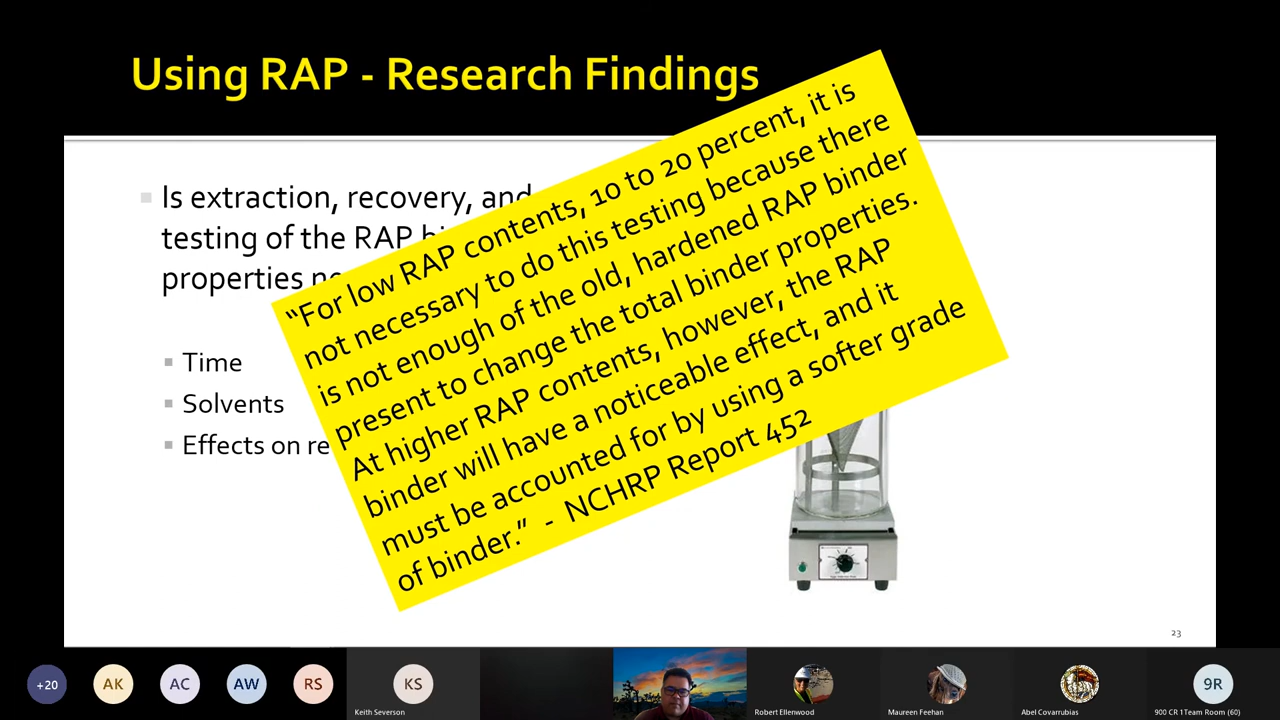 Using RAP - Research Findings
Is extraction, recovery, and
testing of the RAP
properties
Time
Solvents
Effects on
“For low RAP contents, 10 to 20 percent, it is
not necessary to do this testing because there
is not enough of the old, hardened RAP binder
present to change the total binder properties.
At higher RAP contents, however, the RAP
binder will have a noticeable effect, and it
must be accounted for by using a softer grade
of binder.” - NCHRP Report 452
23
+20
AK
AC
AW
RS
KS
9R
Keith Severson
Robert Ellenwood
Maureen Feehan
Abel Covarrubias
900 CR 1Team Room (60)